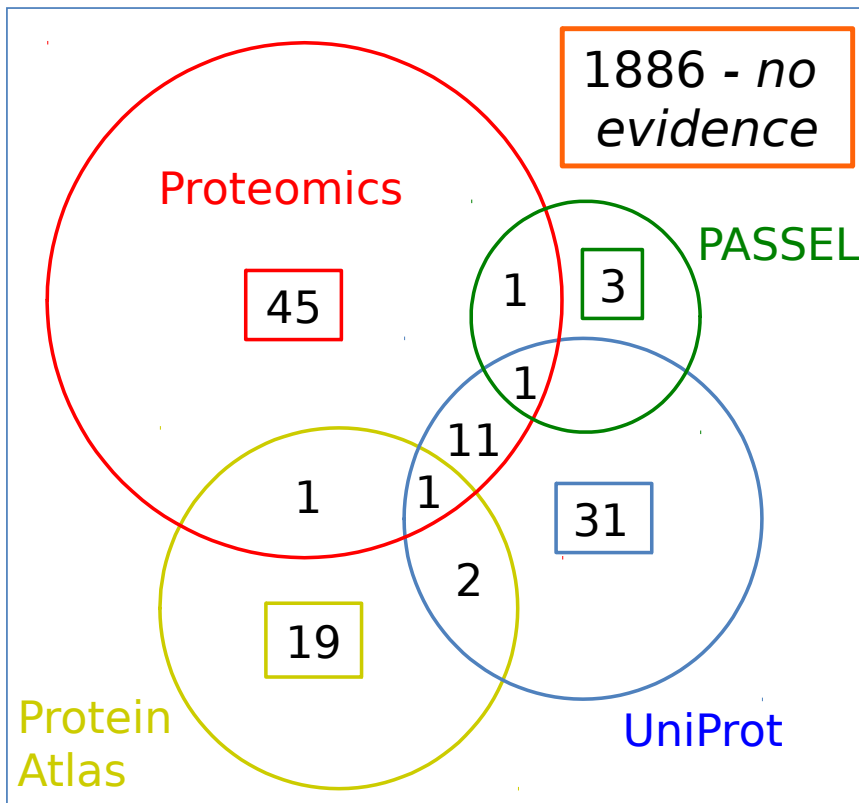 1886 - no
evidence
Proteomics
PASSEL
45
1
3
1
11
1
1
31
2
19
Protein
Atlas
UniProt